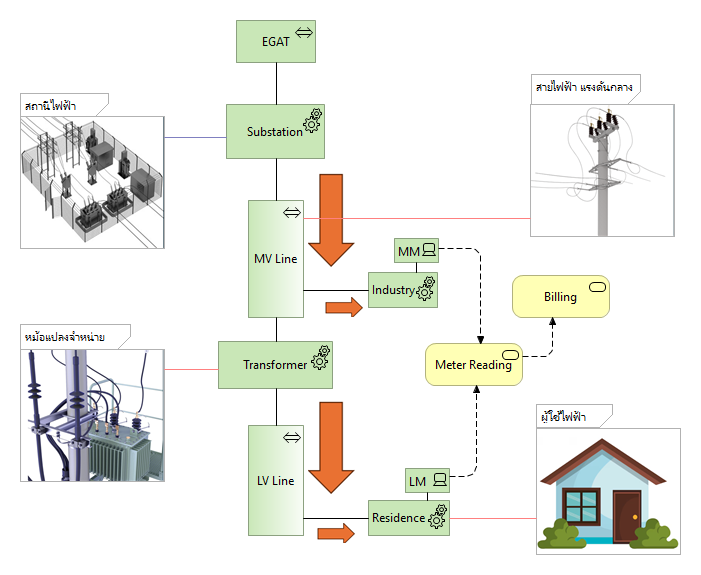 EGAT
สถานีไฟฟ้า
สายไฟฟ้า แรงดันกลาง
Substation
MV Line
MM
Industry
Billing
หม้อแปลงจำหน่าย
Transformer
Meter Reading
ผู้ใช้ไฟฟ้า
LV Line
LM
Residence